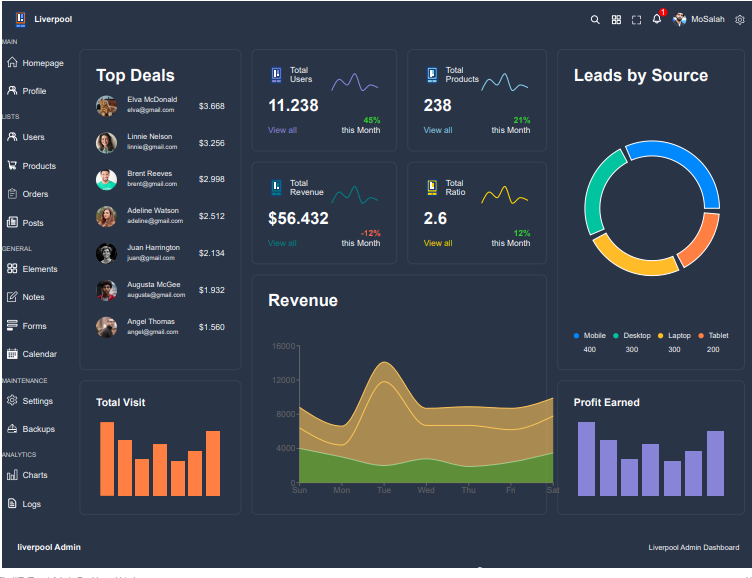 Liverpool
1
MoSalah
MAIN
Homepage
Profile
LISTS
Users
Products
Orders
Posts
GENERAL
Elements
Notes
Forms
Calendar
MAINTENANCE
Settings
Backups
ANALYTICS
Charts
Logs
Top Deals
Elva McDonald
elva@gmail.com
$3.668
Linnie Nelson
linnie@gmail.com
$3.256
Brent Reeves
brent@gmail.com
$2.998
Adeline Watson
adeline@gmail.com
$2.512
Juan Harrington
juan@gmail.com
$2.134
Augusta McGee
augusta@gmail.com
$1.932
Angel Thomas
angel@gmail.com
$1.560
Total
Users
11.238
45%
View all
this Month
Total
Products
238
21%
View all
this Month
Total
Revenue
$56.432
-12%
View all
this Month
Total
Ratio
2.6
12%
View all
this Month
Leads by Source
Mobile Desktop Laptop Tablet
400 300 300 200
Revenue
16000
12000
8000
4000
0
Sun Mon Tue Wed Thu Fri Sat
Total Visit
Profit Earned
liverpool Admin
Liverpool Admin Dashboard